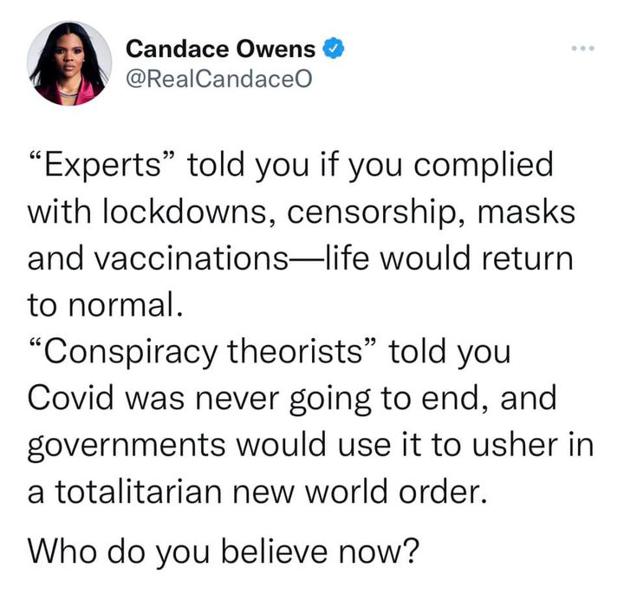 Candace Owens
@RealCandaceO
“Experts” told you if you complied
with lockdowns, censorship, masks
and vaccinations—life would return
to normal.
“Conspiracy theorists” told you
Covid was never going to end, and
governments would use it to usher in
a totalitarian new world order.
Who do you believe now?